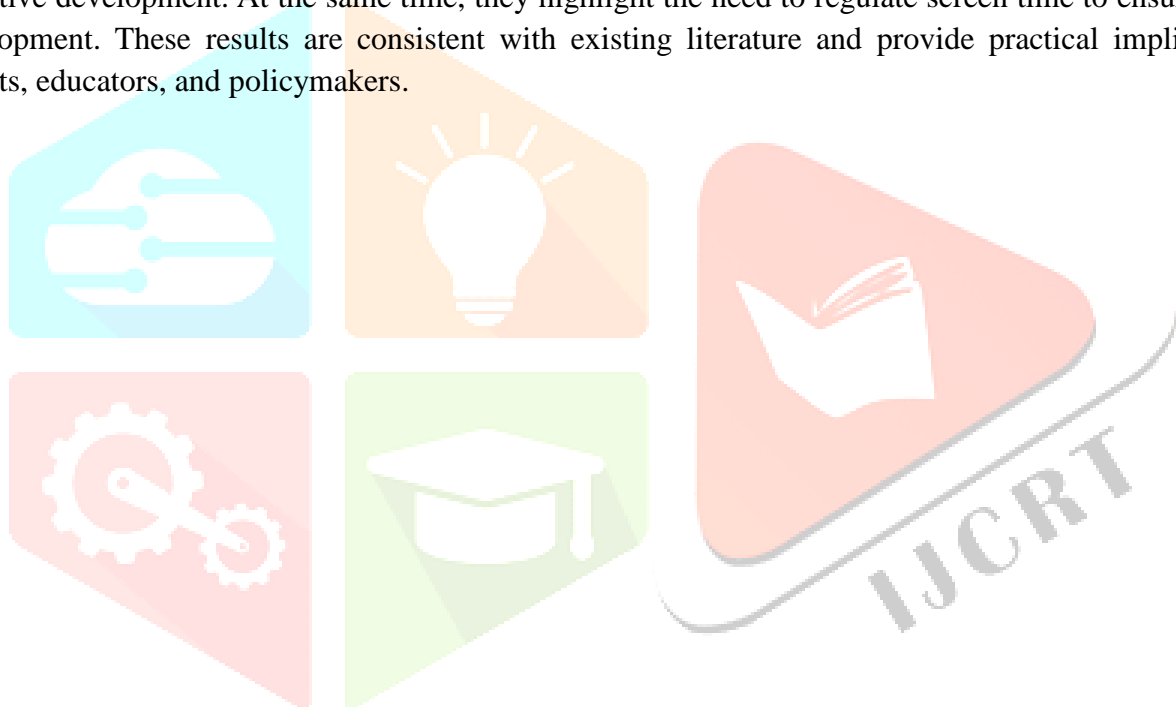 tive development. At the same time, they highlight the need to regulate screen time to ensur
opment. These results are consistent with existing literature and provide practical impli
ts, educators, and policymakers.
IJCRT